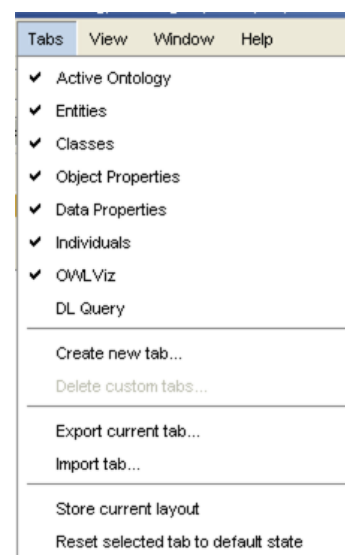 Tabs View Window Help
Active Ontology
Entities
Classes
Object Properties
Data Properties
Individuals
OWLViz
DL Query
Create new tab...
Delete custom tabs...
Export current tab...
Import tab...
Store current layout
Reset selected tab to default state